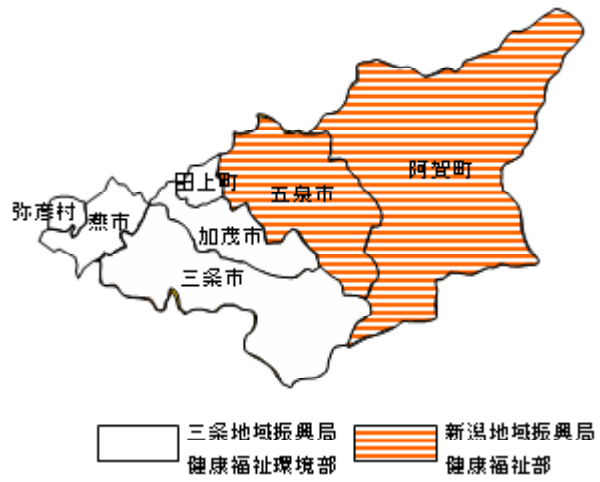 阿賀町
田上町
五泉市
弥彦村
燕市
加茂市
三条市
三条地域振興局
健康福祉環境部
新潟地域振興局
健康福祉部